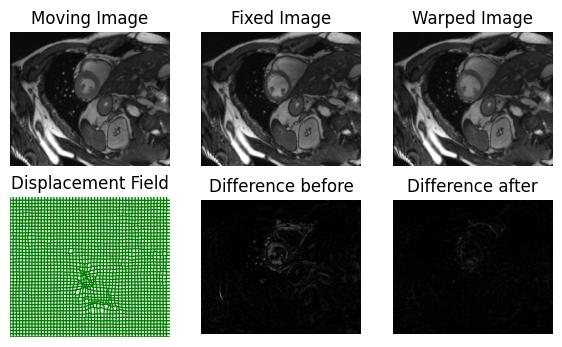 Moving Image
Fixed Image
Warped Image
Displacement Field
Difference before
Difference after